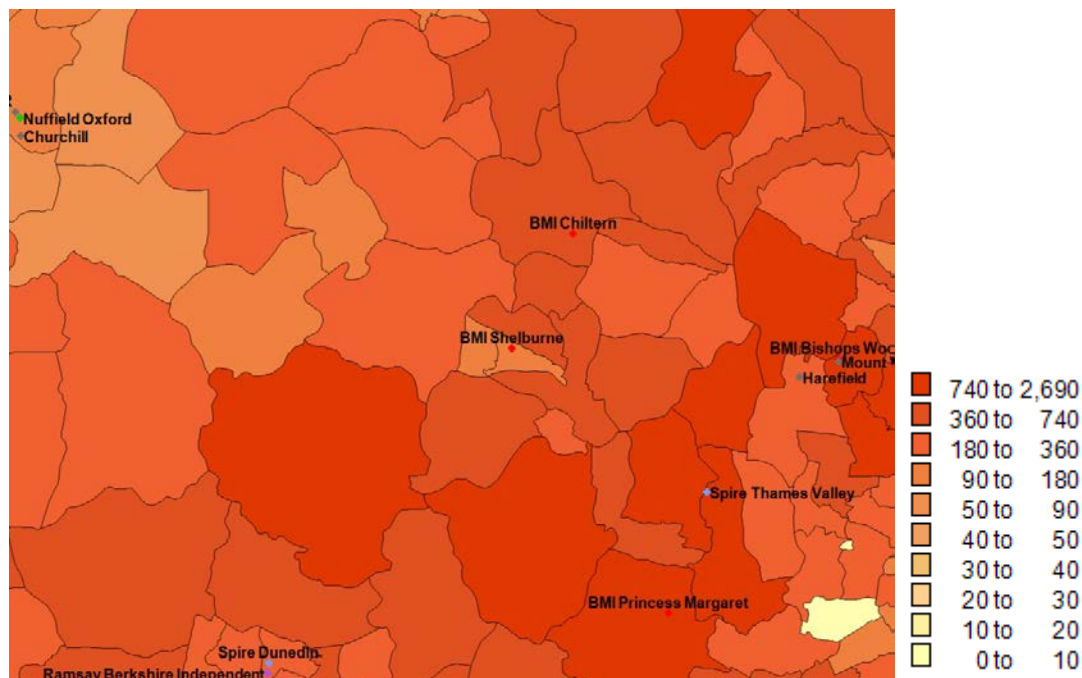 Nuffield Oxford
Churchill
BMI Chiltern
BMI Shelburne
BMI Bishops Woo
Mount
Harefield
Spire Thames Valley
BMI Princess Margaret
Spire Dunedin
Ramsay Berkshire Independent
740 to 2,690
360 to 740
180 to 360
90 to 180
50 to 90
40 to 50
30 to 40
20 to 30
10 to 20
0 to 10